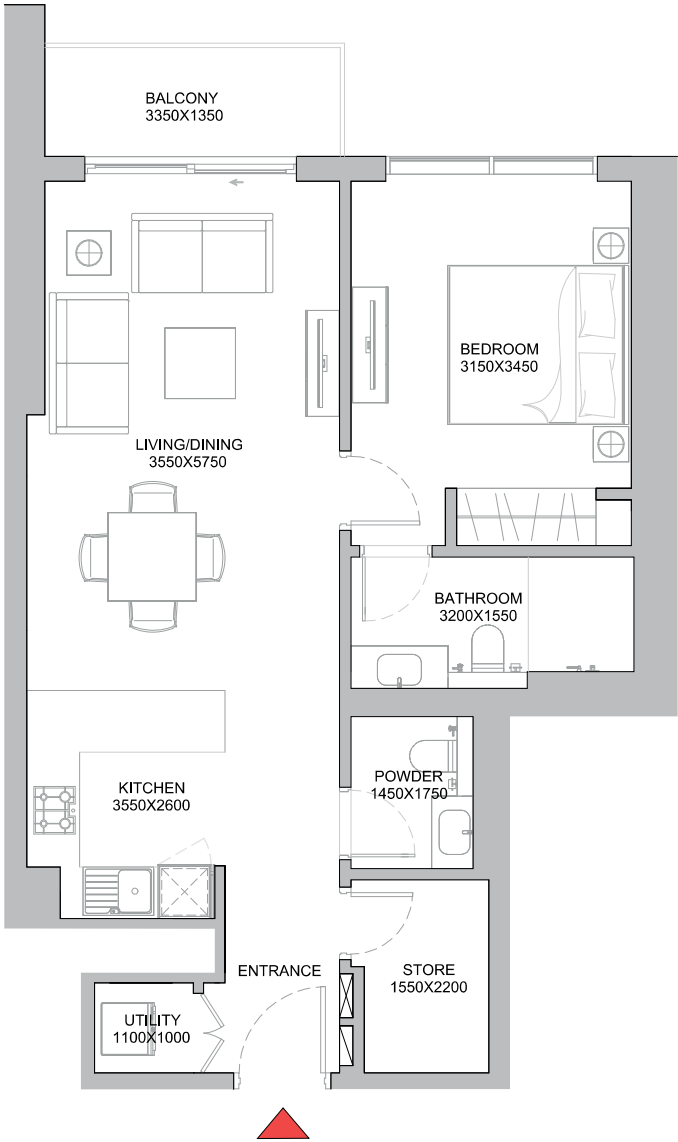 BALCONY
3350X1350
BEDROOM
3150X3450
LIVING/DINING
3550X5750
BATHROOM
3200X1550
KITCHEN
3550X2600
POWDER
1450X1750
ENTRANCE
STORE
1550X2200
UTILITY
1100X1000